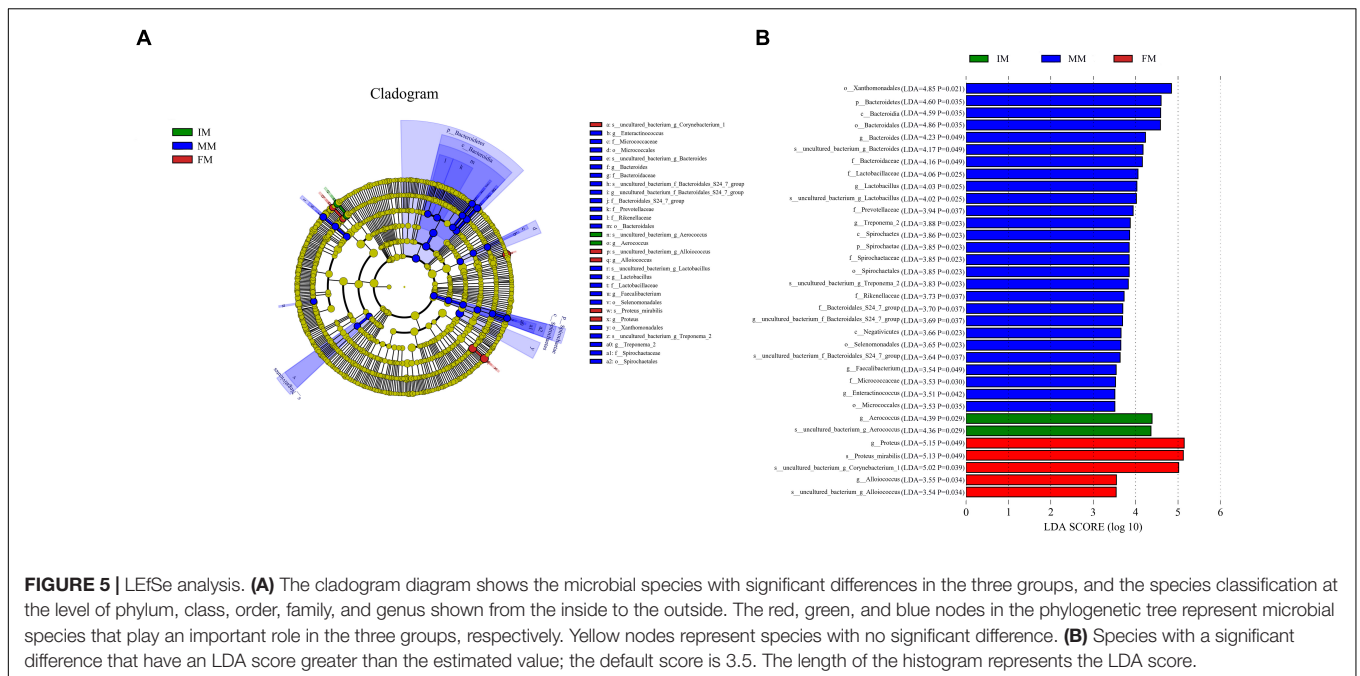 A
Cladogram
IM
MM
FM
p__Bacteroidetes
c__Bacteroidia
l
k
m
y
c__Negativicutes
p__Spirochaetae
c__Spirochaetes
a: s__uncultured_bacterium_g_Corynebacterium_1
b: g__Enteractinococcus
c: f__Micrococcaceae
d: o__Micrococcales
e: s__uncultured_bacterium_g_Bacteroides
f: g__Bacteroides
g: f__Bacteroidaceae
h: s__uncultured_bacterium_f_Bacteroidales_S24_7_group
i: g__uncultured_bacterium_f_Bacteroidales_S24_7_group
j: f__Bacteroidales_S24_7_group
k: f__Prevotellaceae
l: f__Rikenellaceae
m: o__Bacteroidales
n: s__uncultured_bacterium_g_Aerococcus
o: g__Aerococcus
p: s__uncultured_bacterium_g_Alloiococcus
q: g__Alloiococcus
r: s__uncultured_bacterium_g_Lactobacillus
s: g__Lactobacillus
t: f__Lactobacillaceae
u: g__Faecalibacterium
v: o__Selenomonadales
w: s__Proteus_mirabilis
x: g__Proteus
y: o__Xanthomonadales
z: s__uncultured_bacterium_g_Treponema_2
a0: g__Treponema_2
a1: f__Spirochaetaceae
a2: o__Spirochaetales
B
IM MM FM
o__Xanthomonadales(LDA=4.85 P=0.021)
p__Bacteroidetes(LDA=4.60 P=0.035)
c__Bacteroidia(LDA=4.59 P=0.035)
o__Bacteroidales(LDA=4.86 P=0.035)
g__Bacteroides(LDA=4.23 P=0.049)
s__uncultured_bacterium_g_Bacteroides(LDA=4.17 P=0.049)
f__Bacteroidaceae(LDA=4.16 P=0.049)
f__Lactobacillaceae(LDA=4.06 P=0.025)
g__Lactobacillus(LDA=4.03 P=0.025)
s__uncultured_bacterium_g_Lactobacillus(LDA=4.02 P=0.025)
f__Prevotellaceae(LDA=3.94 P=0.037)
g__Treponema_2(LDA=3.88 P=0.023)
c__Spirochaetes(LDA=3.86 P=0.023)
p__Spirochaetae(LDA=3.85 P=0.023)
f__Spirochaetaceae(LDA=3.85 P=0.023)
o__Spirochaetales(LDA=3.85 P=0.023)
s__uncultured_bacterium_g_Treponema_2(LDA=3.83 P=0.023)
f__Rikenellaceae(LDA=3.73 P=0.037)
f__Bacteroidales_S24_7_group(LDA=3.70 P=0.037)
g__uncultured_bacterium_f_Bacteroidales_S24_7_group(LDA=3.69 P=0.037)
c__Negativicutes(LDA=3.66 P=0.023)
o__Selenomonadales(LDA=3.65 P=0.023)
s__uncultured_bacterium_f_Bacteroidales_S24_7_group(LDA=3.64 P=0.037)
g__Faecalibacterium(LDA=3.54 P=0.049)
f__Micrococcaceae(LDA=3.53 P=0.030)
g__Enteractinococcus(LDA=3.51 P=0.042)
o__Micrococcales(LDA=3.53 P=0.035)
g__Aerococcus(LDA=4.39 P=0.029)
s__uncultured_bacterium_g_Aerococcus(LDA=4.36 P=0.029)
g__Proteus(LDA=5.15 P=0.049)
s__Proteus_mirabilis(LDA=5.13 P=0.049)
s__uncultured_bacterium_g_Corynebacterium_1(LDA=5.02 P=0.039)
g__Alloiococcus(LDA=3.55 P=0.034)
s__uncultured_bacterium_g_Alloiococcus(LDA=3.54 P=0.034)
0 1 2 3 4 5 6
LDA SCORE (log 10)
FIGURE 5 | LEfSe analysis. (A) The cladogram diagram shows the microbial species with significant differences in the three groups, and the species classification at
the level of phylum, class, order, family, and genus shown from the inside to the outside. The red, green, and blue nodes in the phylogenetic tree represent microbial
species that play an important role in the three groups, respectively. Yellow nodes represent species with no significant difference. (B) Species with a significant
difference that have an LDA score greater than the estimated value; the default score is 3.5. The length of the histogram represents the LDA score.